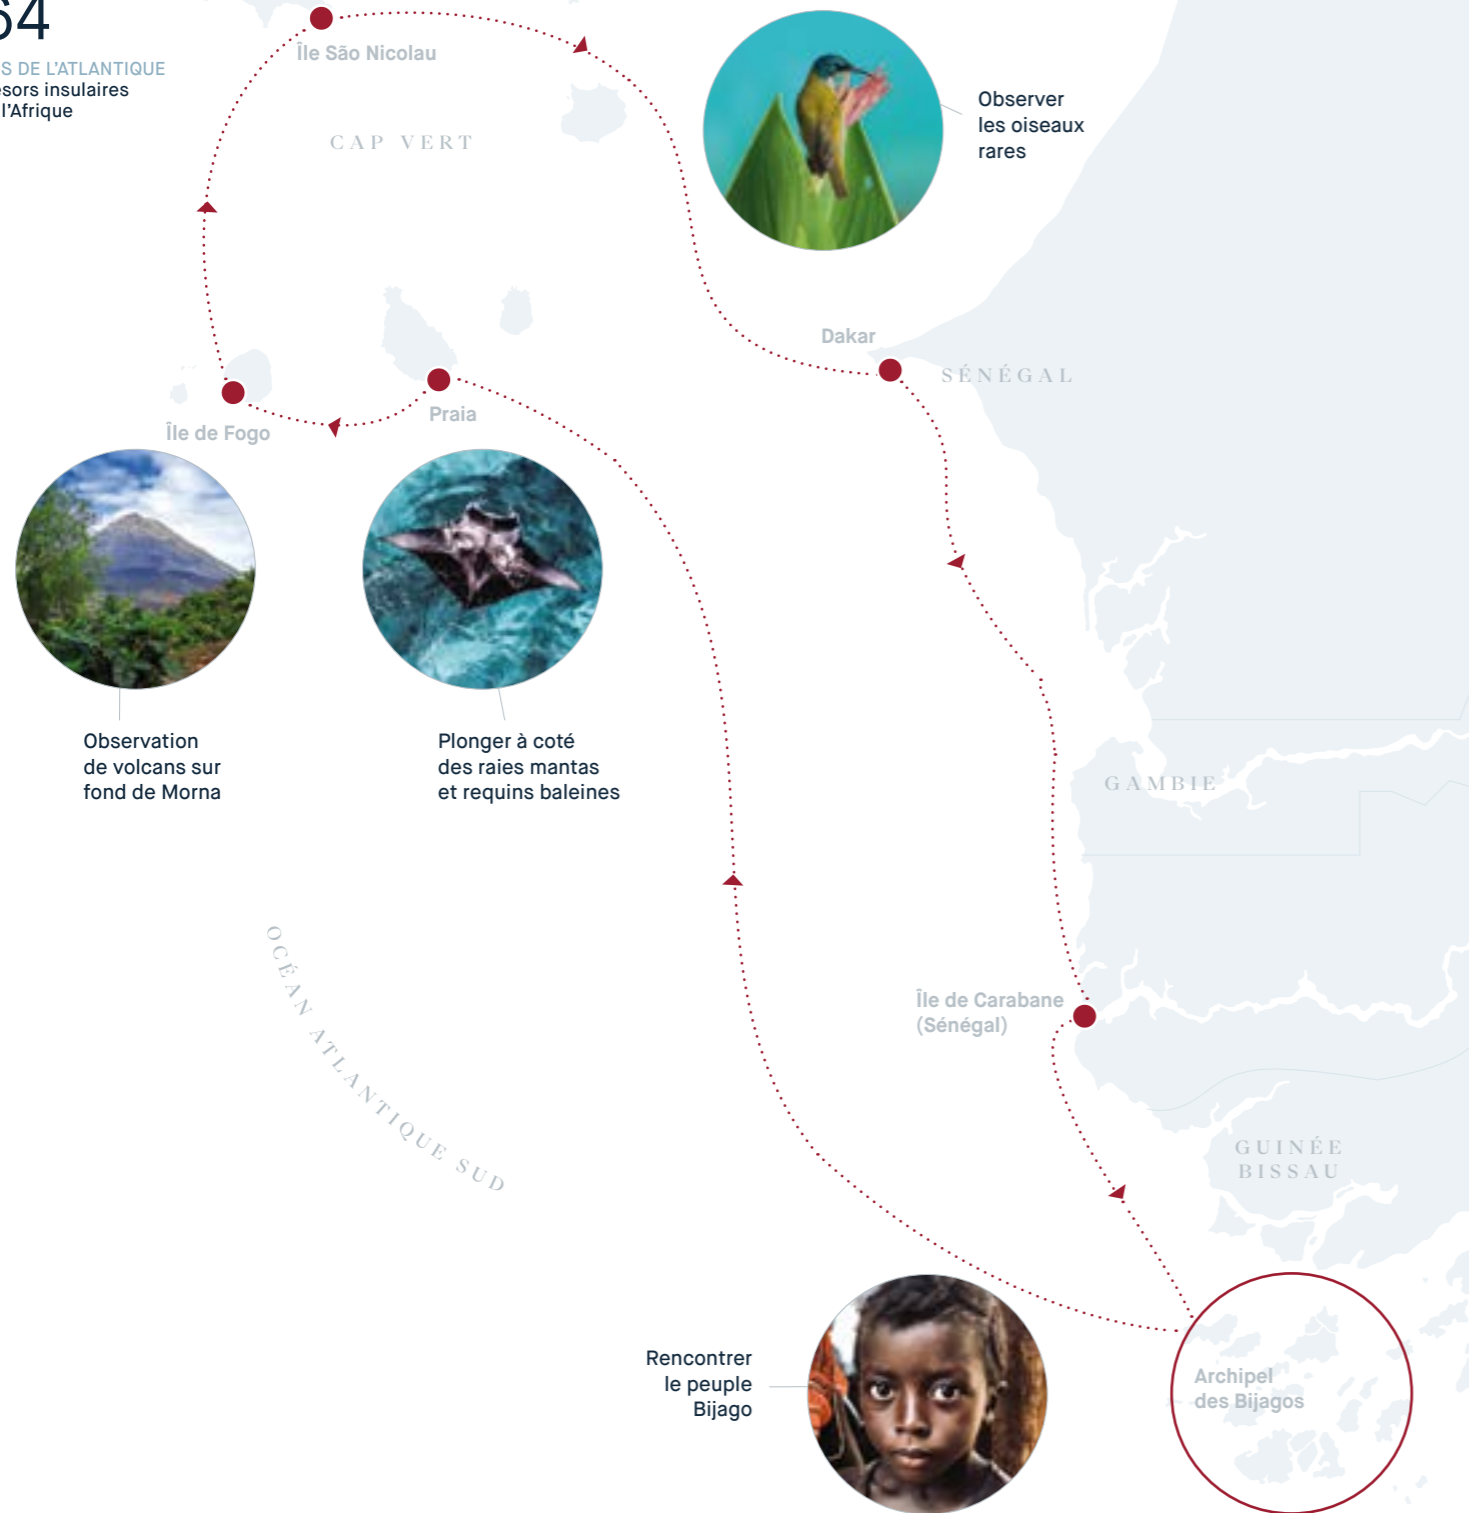 64
S DE L'ATLANTIQUE
l'Afrique
Île São Nicolau
CAP VERT
Observer
les oiseaux
rares
Dakar
SÉNÉGAL
Praia
Île de Fogo
Observation
de volcans sur
fond de Morna
Plonger à coté
des raies mantas
et requins baleines
GAMBIE
OCÉAN ATLANTIQUE SUD
Île de Carabane
(Sénégal)
GUINÉE
BISSAU
Rencontrer
le peuple
Bijago
Archipel
des Bijagos